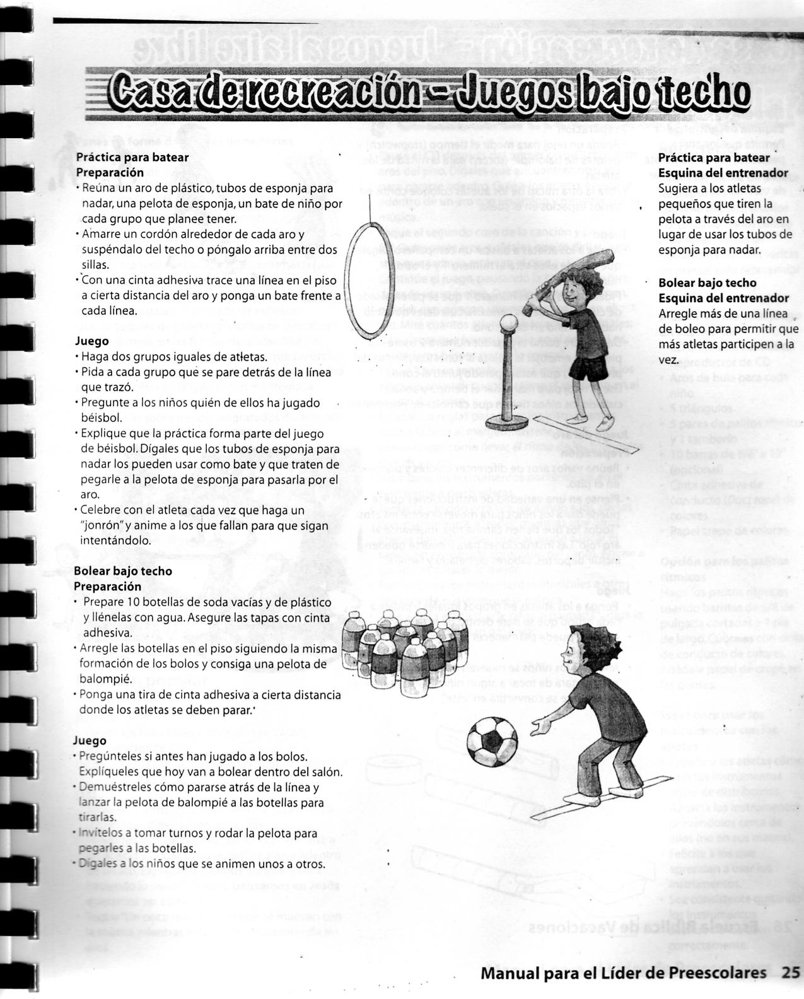 Casa de recreación - Juegos bajo techo
Práctica para batear
Preparación
• Reúna un aro de plástico, tubos de esponja para
nadar, una pelota de esponja, un bate de niño por
cada grupo que planee tener.
• Amarre un cordón alrededor de cada aro y
suspéndalo del techo o póngalo arriba entre dos
sillas.
• Con una cinta adhesiva trace una línea en el piso
a cierta distancia del aro y ponga un bate frente a
cada línea.
Juego
• Haga dos grupos iguales de atletas.
• Pida a cada grupo que se pare detrás de la línea
que trazó.
• Pregunte a los niños quién de ellos ha jugado
béisbol.
• Explique que la práctica forma parte del juego
de béisbol. Dígales que los tubos de esponja para
nadar los pueden usar como bate y que traten de
pegarle a la pelota de esponja para pasarla por el
aro.
• Celebre con el atleta cada vez que haga un
"jonrón" y anime a los que fallan para que sigan
intentándolo.
Bolear bajo techo
Preparación
• Prepare 10 botellas de soda vacías y de plástico
y llénelas con agua. Asegure las tapas con cinta
adhesiva.
• Arregle las botellas en el piso siguiendo la misma
formación de los bolos y consiga una pelota de
balompié.
• Ponga una tira de cinta adhesiva a cierta distancia
donde los atletas se deben parar.
Juego
• Pregúnteles si antes han jugado a los bolos.
Explíqueles que hoy van a bolear dentro del salón.
• Demuéstreles cómo pararse atrás de la línea y
lanzar la pelota de balompié a las botellas para
tirarlas.
• Invítelos a tomar turnos y rodar la pelota para
pegarles a las botellas.
• Dígales a los niños que se animen unos a otros.
Práctica para batear
Esquina del entrenador
Sugiera a los atletas
pequeños que tiren la
pelota a través del aro en
lugar de usar los tubos de
esponja para nadar.
Bolear bajo techo
Esquina del entrenador
Arregle más de una línea
de boleo para permitir que
más atletas participen a la
vez.
Manual para el Líder de Preescolares 25